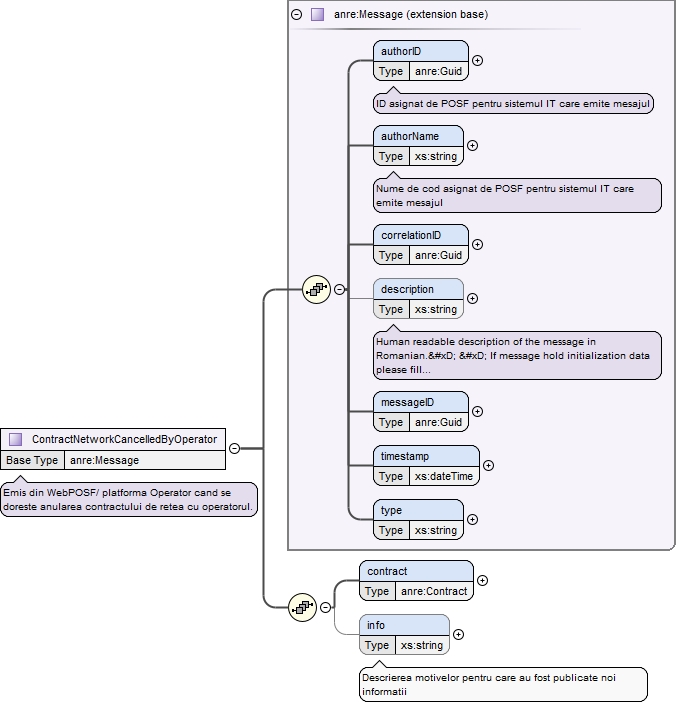 anre:Message (extension base)
authorID
Type anre:Guid
ID asignat de POSF pentru sistemul IT care emite mesajul
authorName
Type xs:string
Nume de cod asignat de POSF pentru sistemul IT care
emite mesajul
correlationID
Type anre:Guid
description
Type xs:string
Human readable description of the message in
Romanian.&#xD; &#xD; If message hold initialization data
please fill...
messageID
Type anre:Guid
timestamp
Type xs:dateTime
type
Type xs:string
ContractNetworkCancelledByOperator
Base Type anre:Message
Emis din WebPOSF/ platforma Operator cand se
doreste anularea contractului de retea cu operatorul.
contract
Type anre:Contract
info
Type xs:string
Descrierea motivelor pentru care au fost publicate noi
informatii